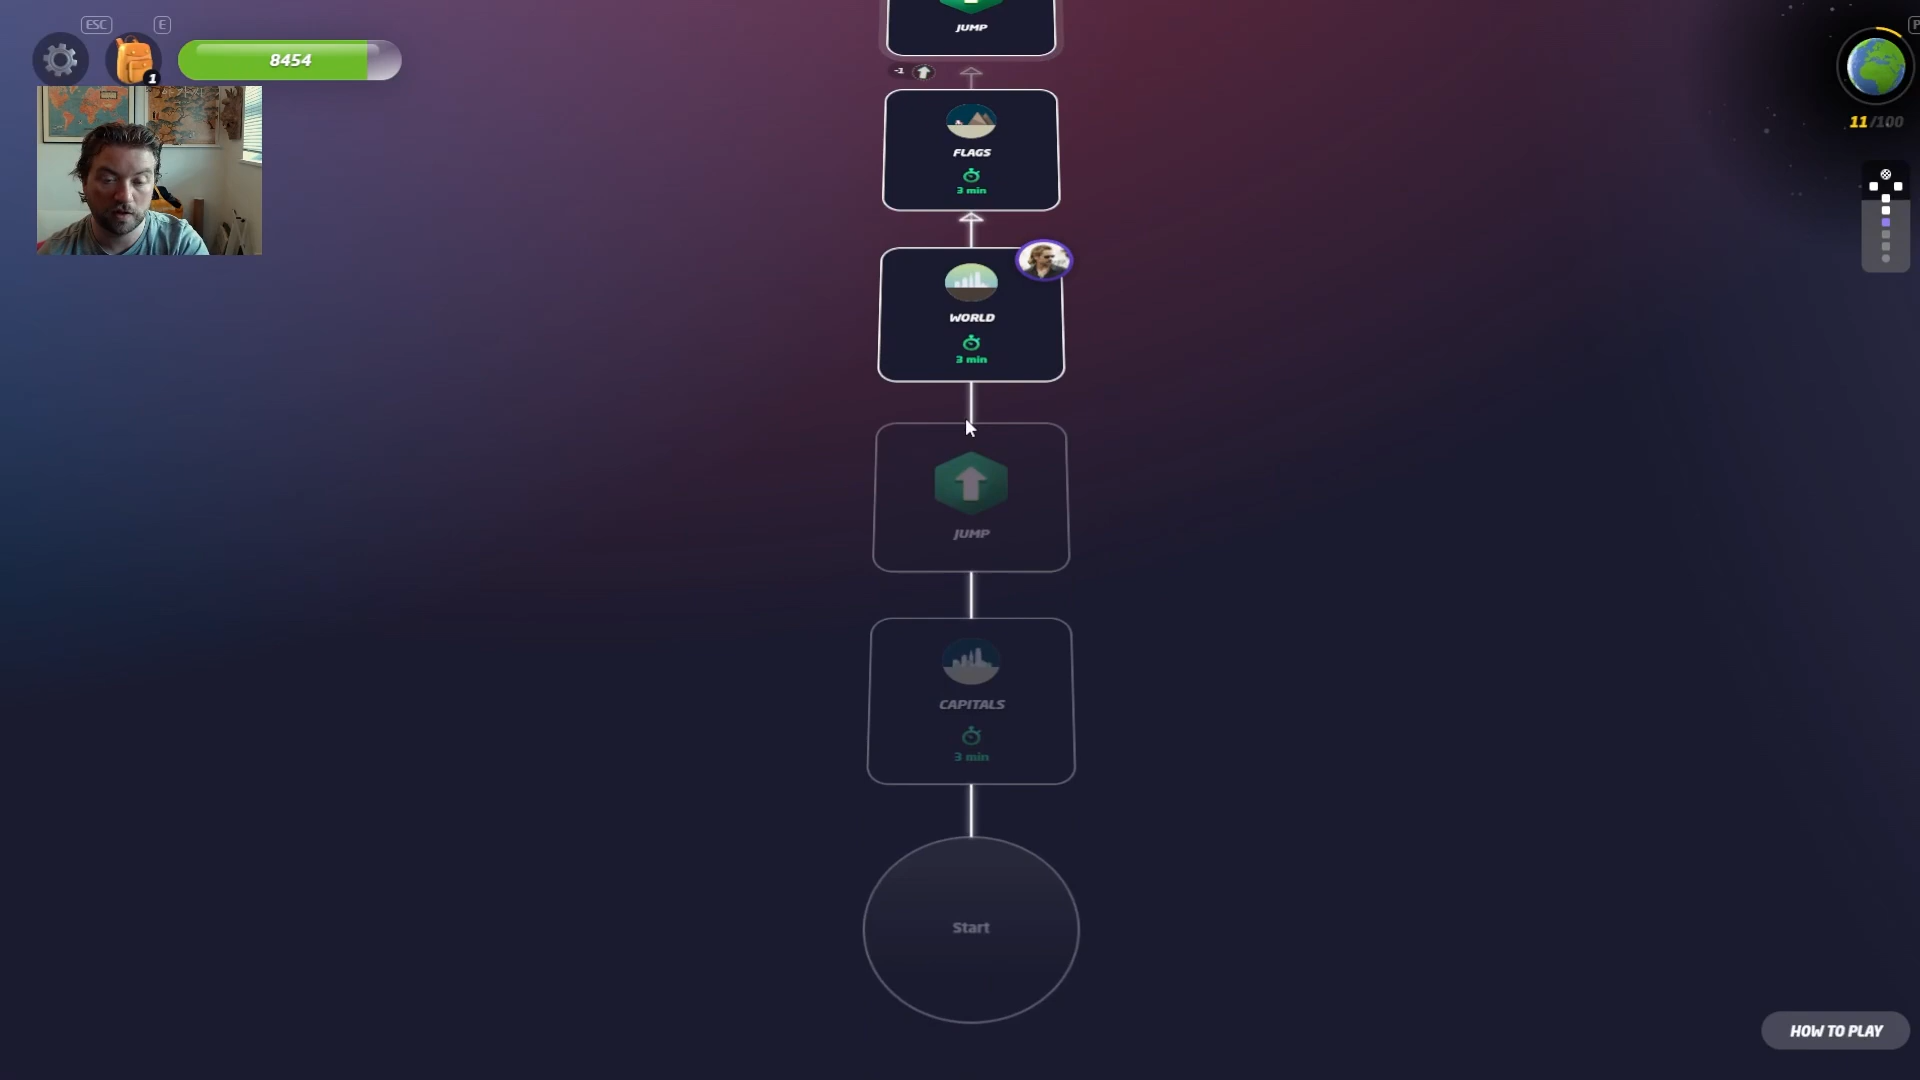 ESC
E
P
8454
1
11/100
JUMP
-1
FLAGS
3 min
WORLD
3 min
JUMP
CAPITALS
3 min
Start
HOW TO PLAY